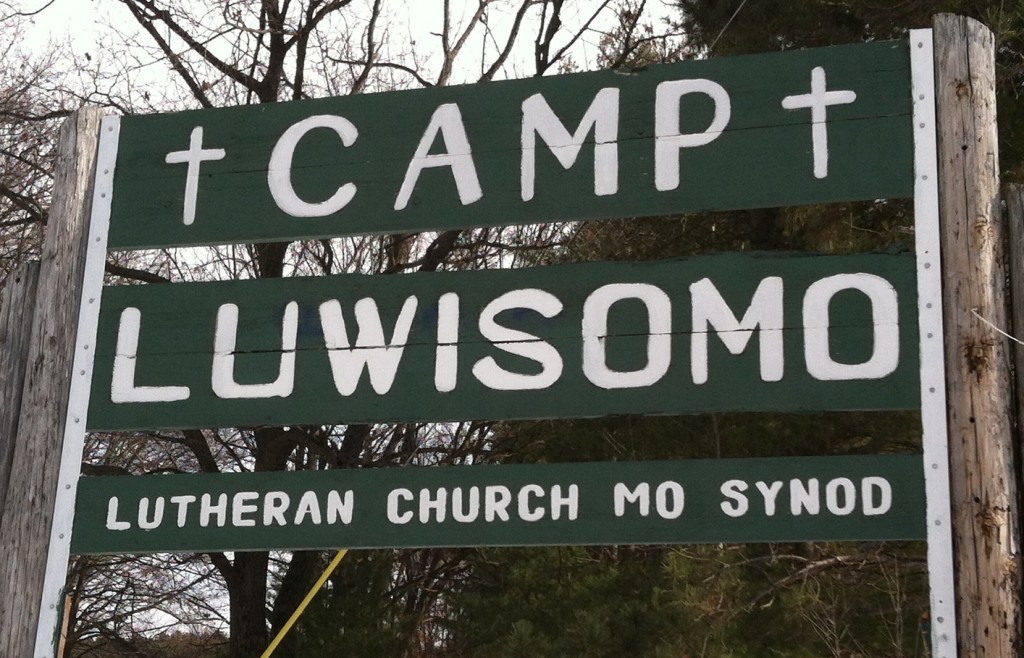 † CAMP †
LUWISOMO
LUTHERAN CHURCH MO SYNOD